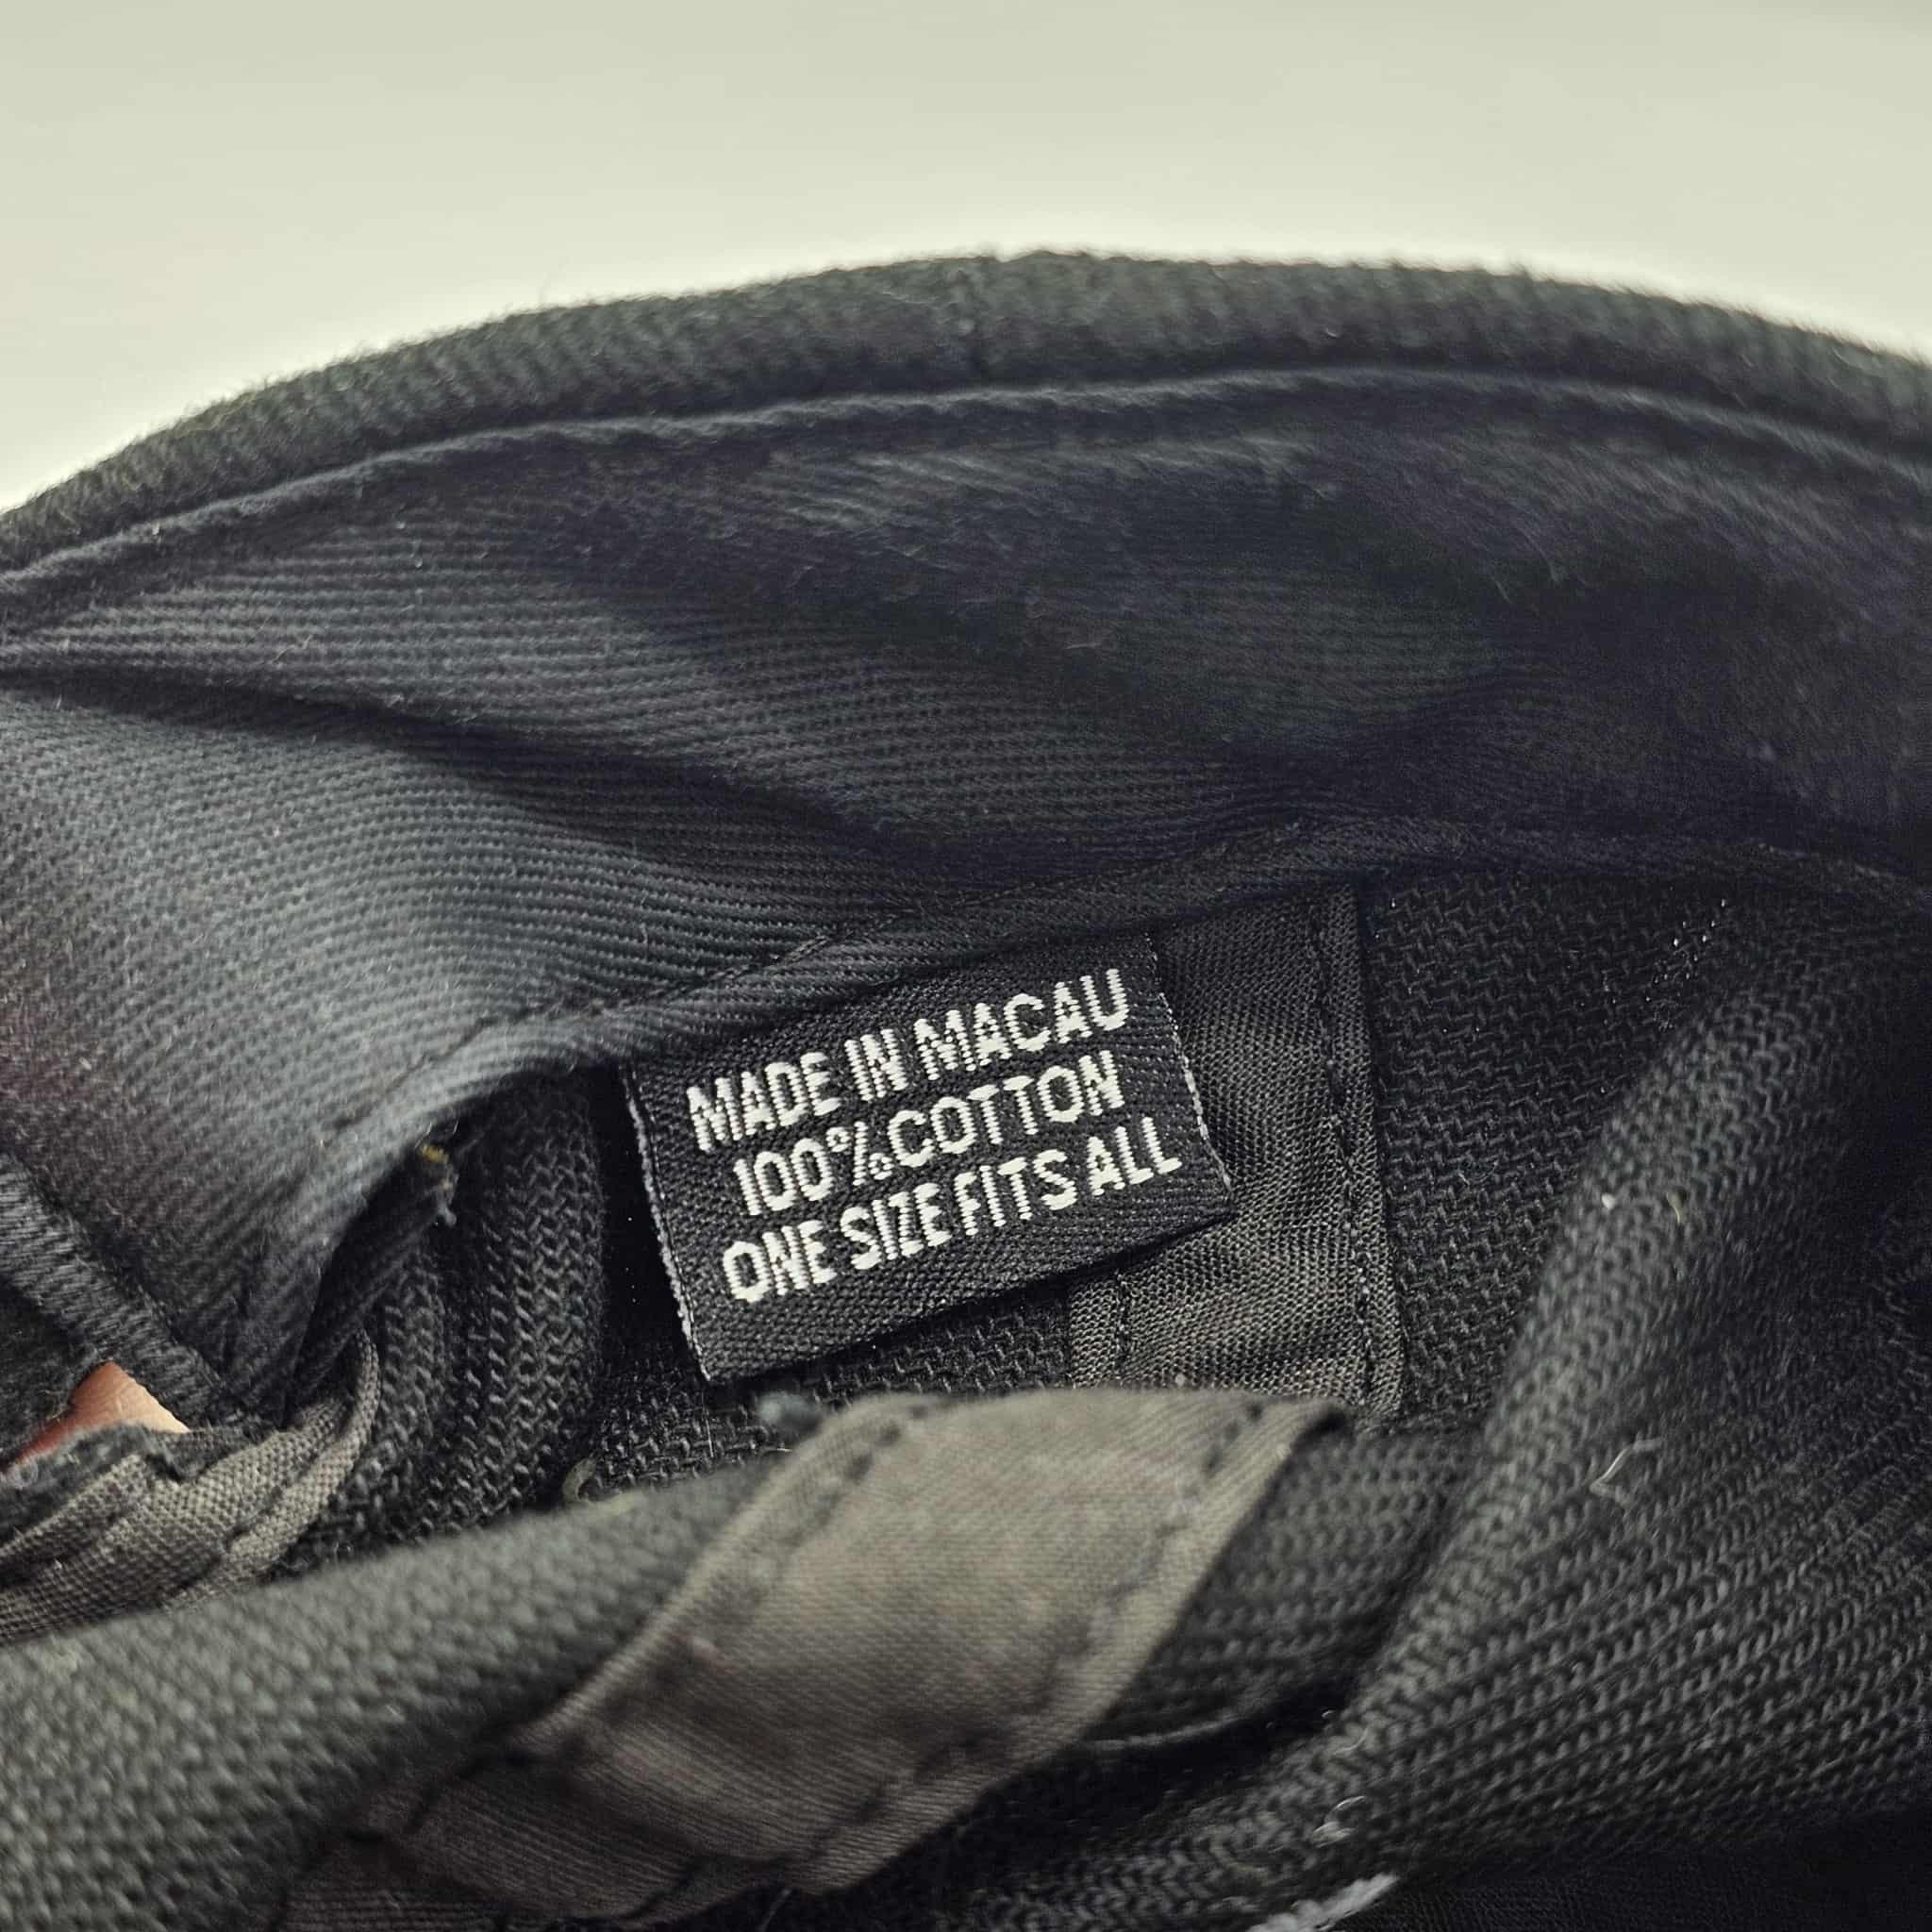 MADE IN MACAU
100% COTTON
ONE SIZE FITS ALL